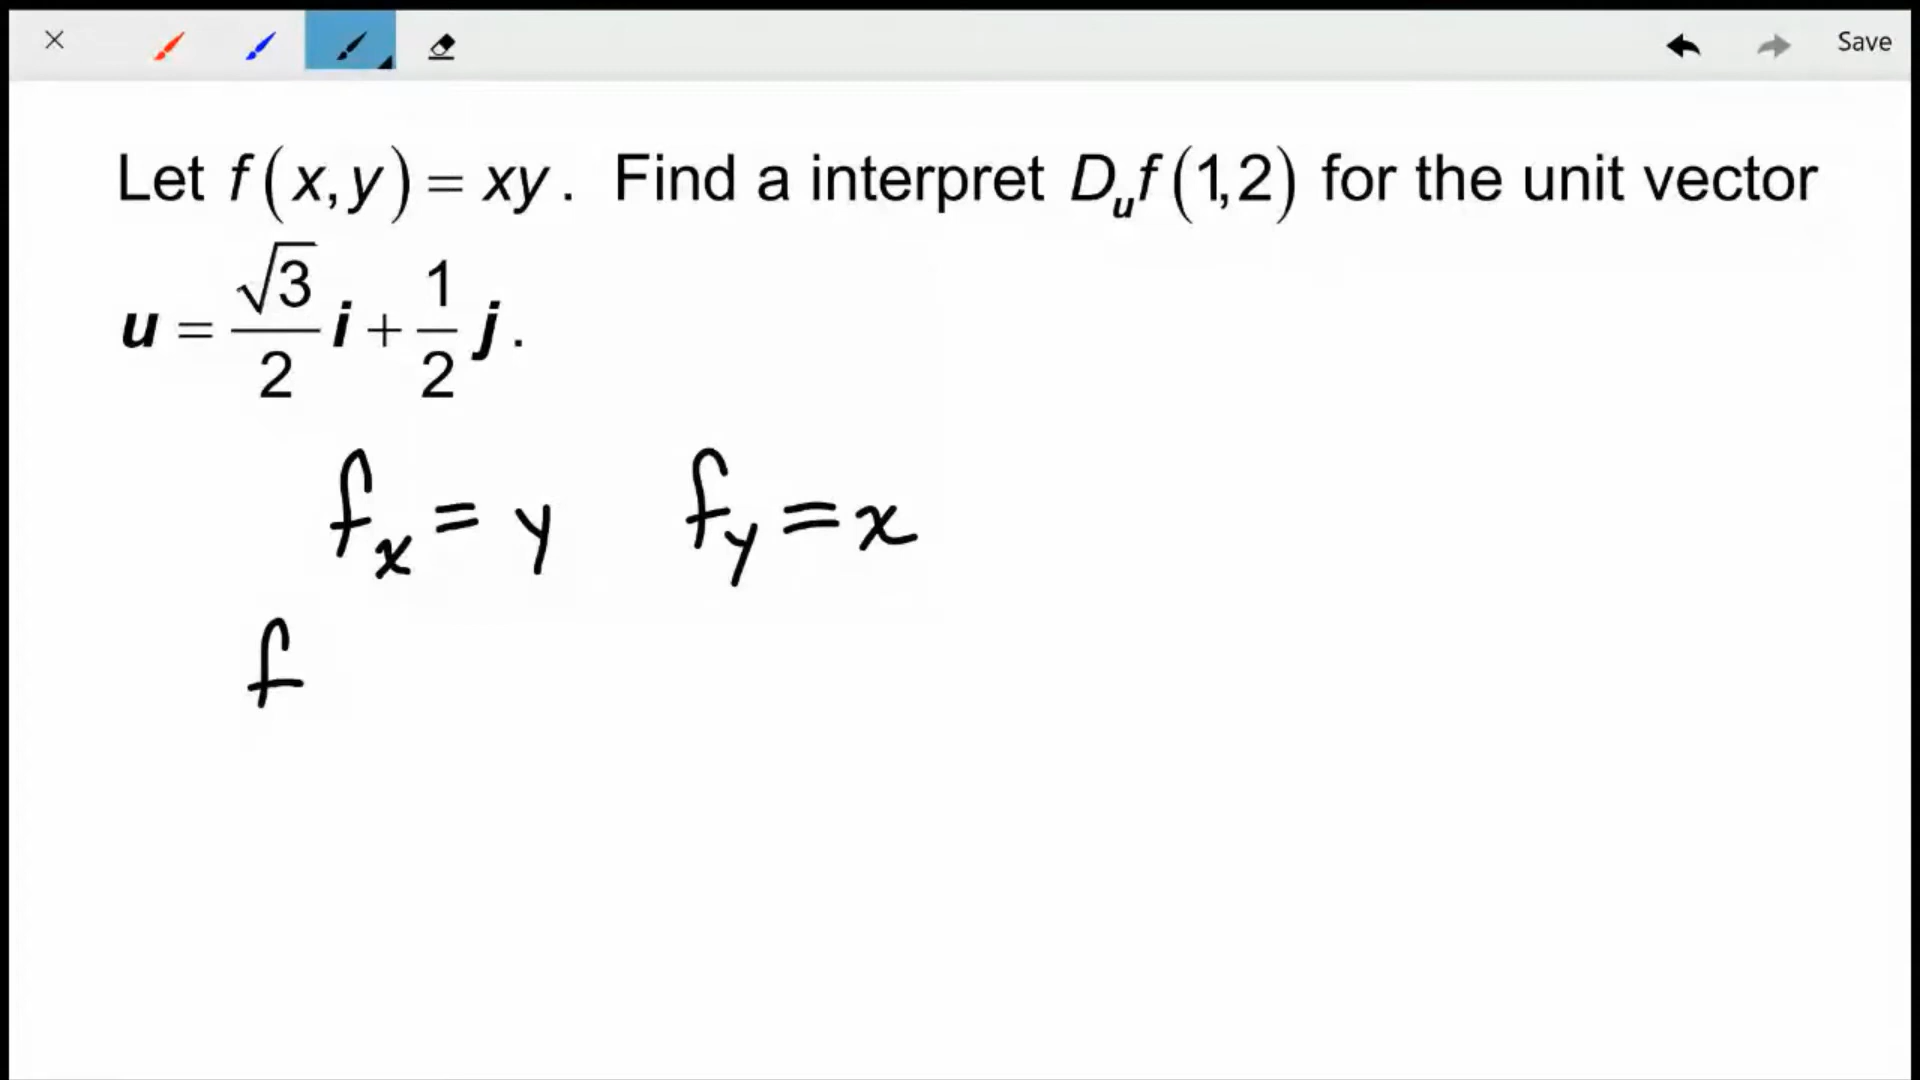 Save
Let f(x,y) = xy. Find a interpret D_u f(1,2) for the unit vector
u = √3/2 i + 1/2 j.
f_x = y f_y = x
f